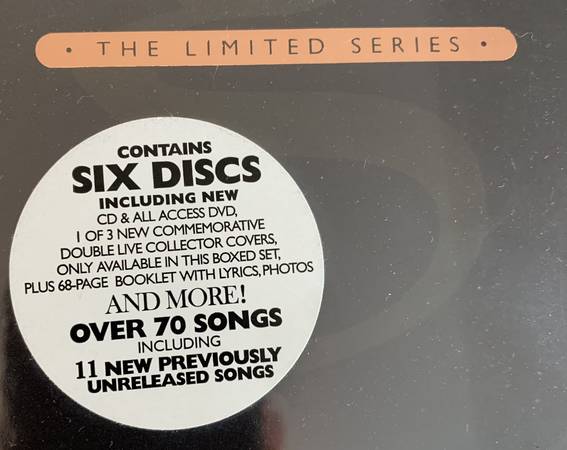 • THE LIMITED SERIES •
CONTAINS
SIX DISCS
INCLUDING NEW
CD & ALL ACCESS DVD,
1 OF 3 NEW COMMEMORATIVE
DOUBLE LIVE COLLECTOR COVERS,
ONLY AVAILABLE IN THIS BOXED SET,
PLUS 68-PAGE BOOKLET WITH LYRICS, PHOTOS
AND MORE!
OVER 70 SONGS
INCLUDING
11 NEW PREVIOUSLY
UNRELEASED SONGS